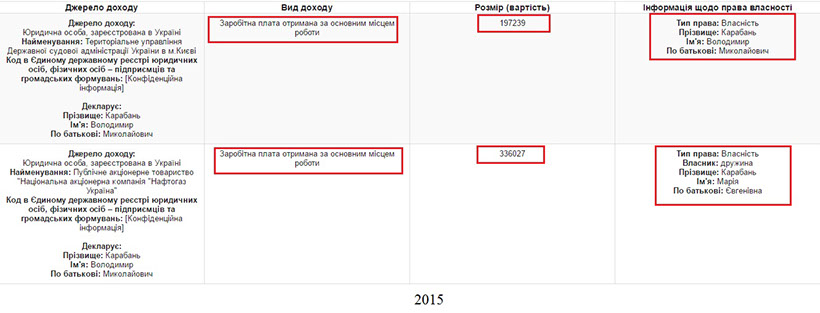 Джерело доходу
Вид доходу
Розмір (вартість)
Інформація щодо права власності
Джерело доходу:
Юридична особа, зареєстрована в Україні
Найменування: Територіальне управління
Державної судової адміністрації України в м.Києві
Код в Єдиному державному реєстрі юридичних
осіб, фізичних осіб – підприємців та
громадських формувань: [Конфіденційна
інформація]
Декларує:
Прізвище: Карабань
Ім'я: Володимир
По батькові: Миколайович
Заробітна плата отримана за основним місцем
роботи
197239
Тип права: Власність
Прізвище: Карабань
Ім'я: Володимир
По батькові: Миколайович
Джерело доходу:
Юридична особа, зареєстрована в Україні
Найменування: Публічне акціонерне товариство
"Національна акціонерна компанія "Нафтогаз
Україна"
Код в Єдиному державному реєстрі юридичних
осіб, фізичних осіб – підприємців та
громадських формувань: [Конфіденційна
інформація]
Декларує:
Прізвище: Карабань
Ім'я: Володимир
По батькові: Миколайович
Заробітна плата отримана за основним місцем
роботи
336027
Тип права: Власність
Власник: дружина
Прізвище: Карабань
Ім'я: Марія
По батькові: Євгенівна
2015